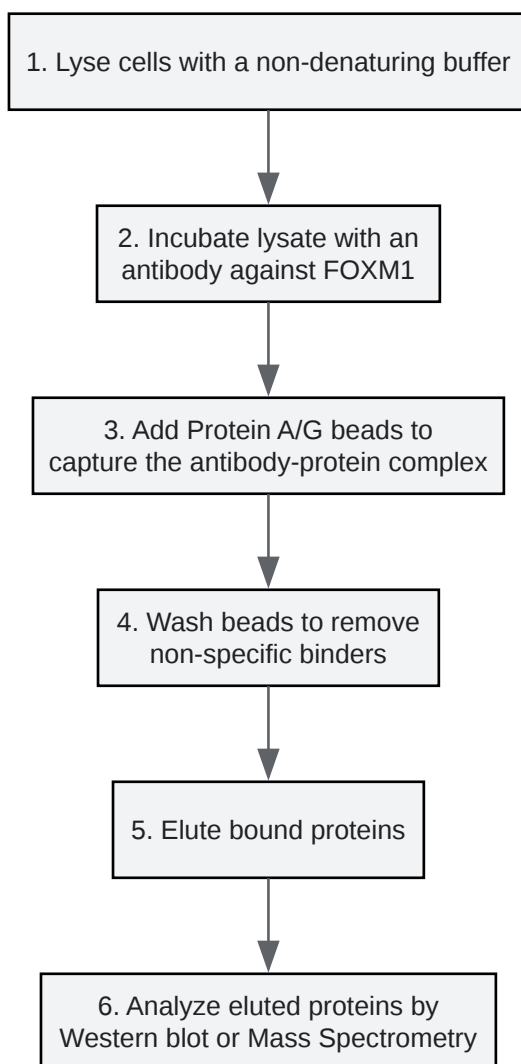 1. Lyse cells with a non-denaturing buffer
2. Incubate lysate with an
antibody against FOXM1
3. Add Protein A/G beads to
capture the antibody-protein complex
4. Wash beads to remove
non-specific binders
5. Elute bound proteins
6. Analyze eluted proteins by
Western blot or Mass Spectrometry